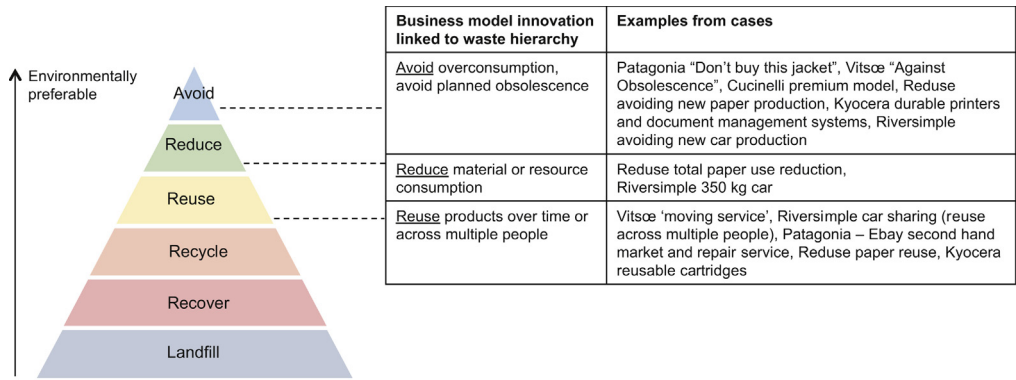 Environmentally
preferable
Avoid
Reduce
Reuse
Recycle
Recover
Landfill
Business model innovation
linked to waste hierarchy
Examples from cases
Avoid overconsumption,
avoid planned obsolescence
Patagonia “Don’t buy this jacket”, Vitsœ “Against
Obsolescence”, Cucinelli premium model, Reduse
avoiding new paper production, Kyocera durable printers
and document management systems, Riversimple
avoiding new car production
Reduce material or resource
consumption
Reduse total paper use reduction,
Riversimple 350 kg car
Reuse products over time or
across multiple people
Vitsœ ‘moving service’, Riversimple car sharing (reuse
across multiple people), Patagonia – Ebay second hand
market and repair service, Reduse paper reuse, Kyocera
reusable cartridges